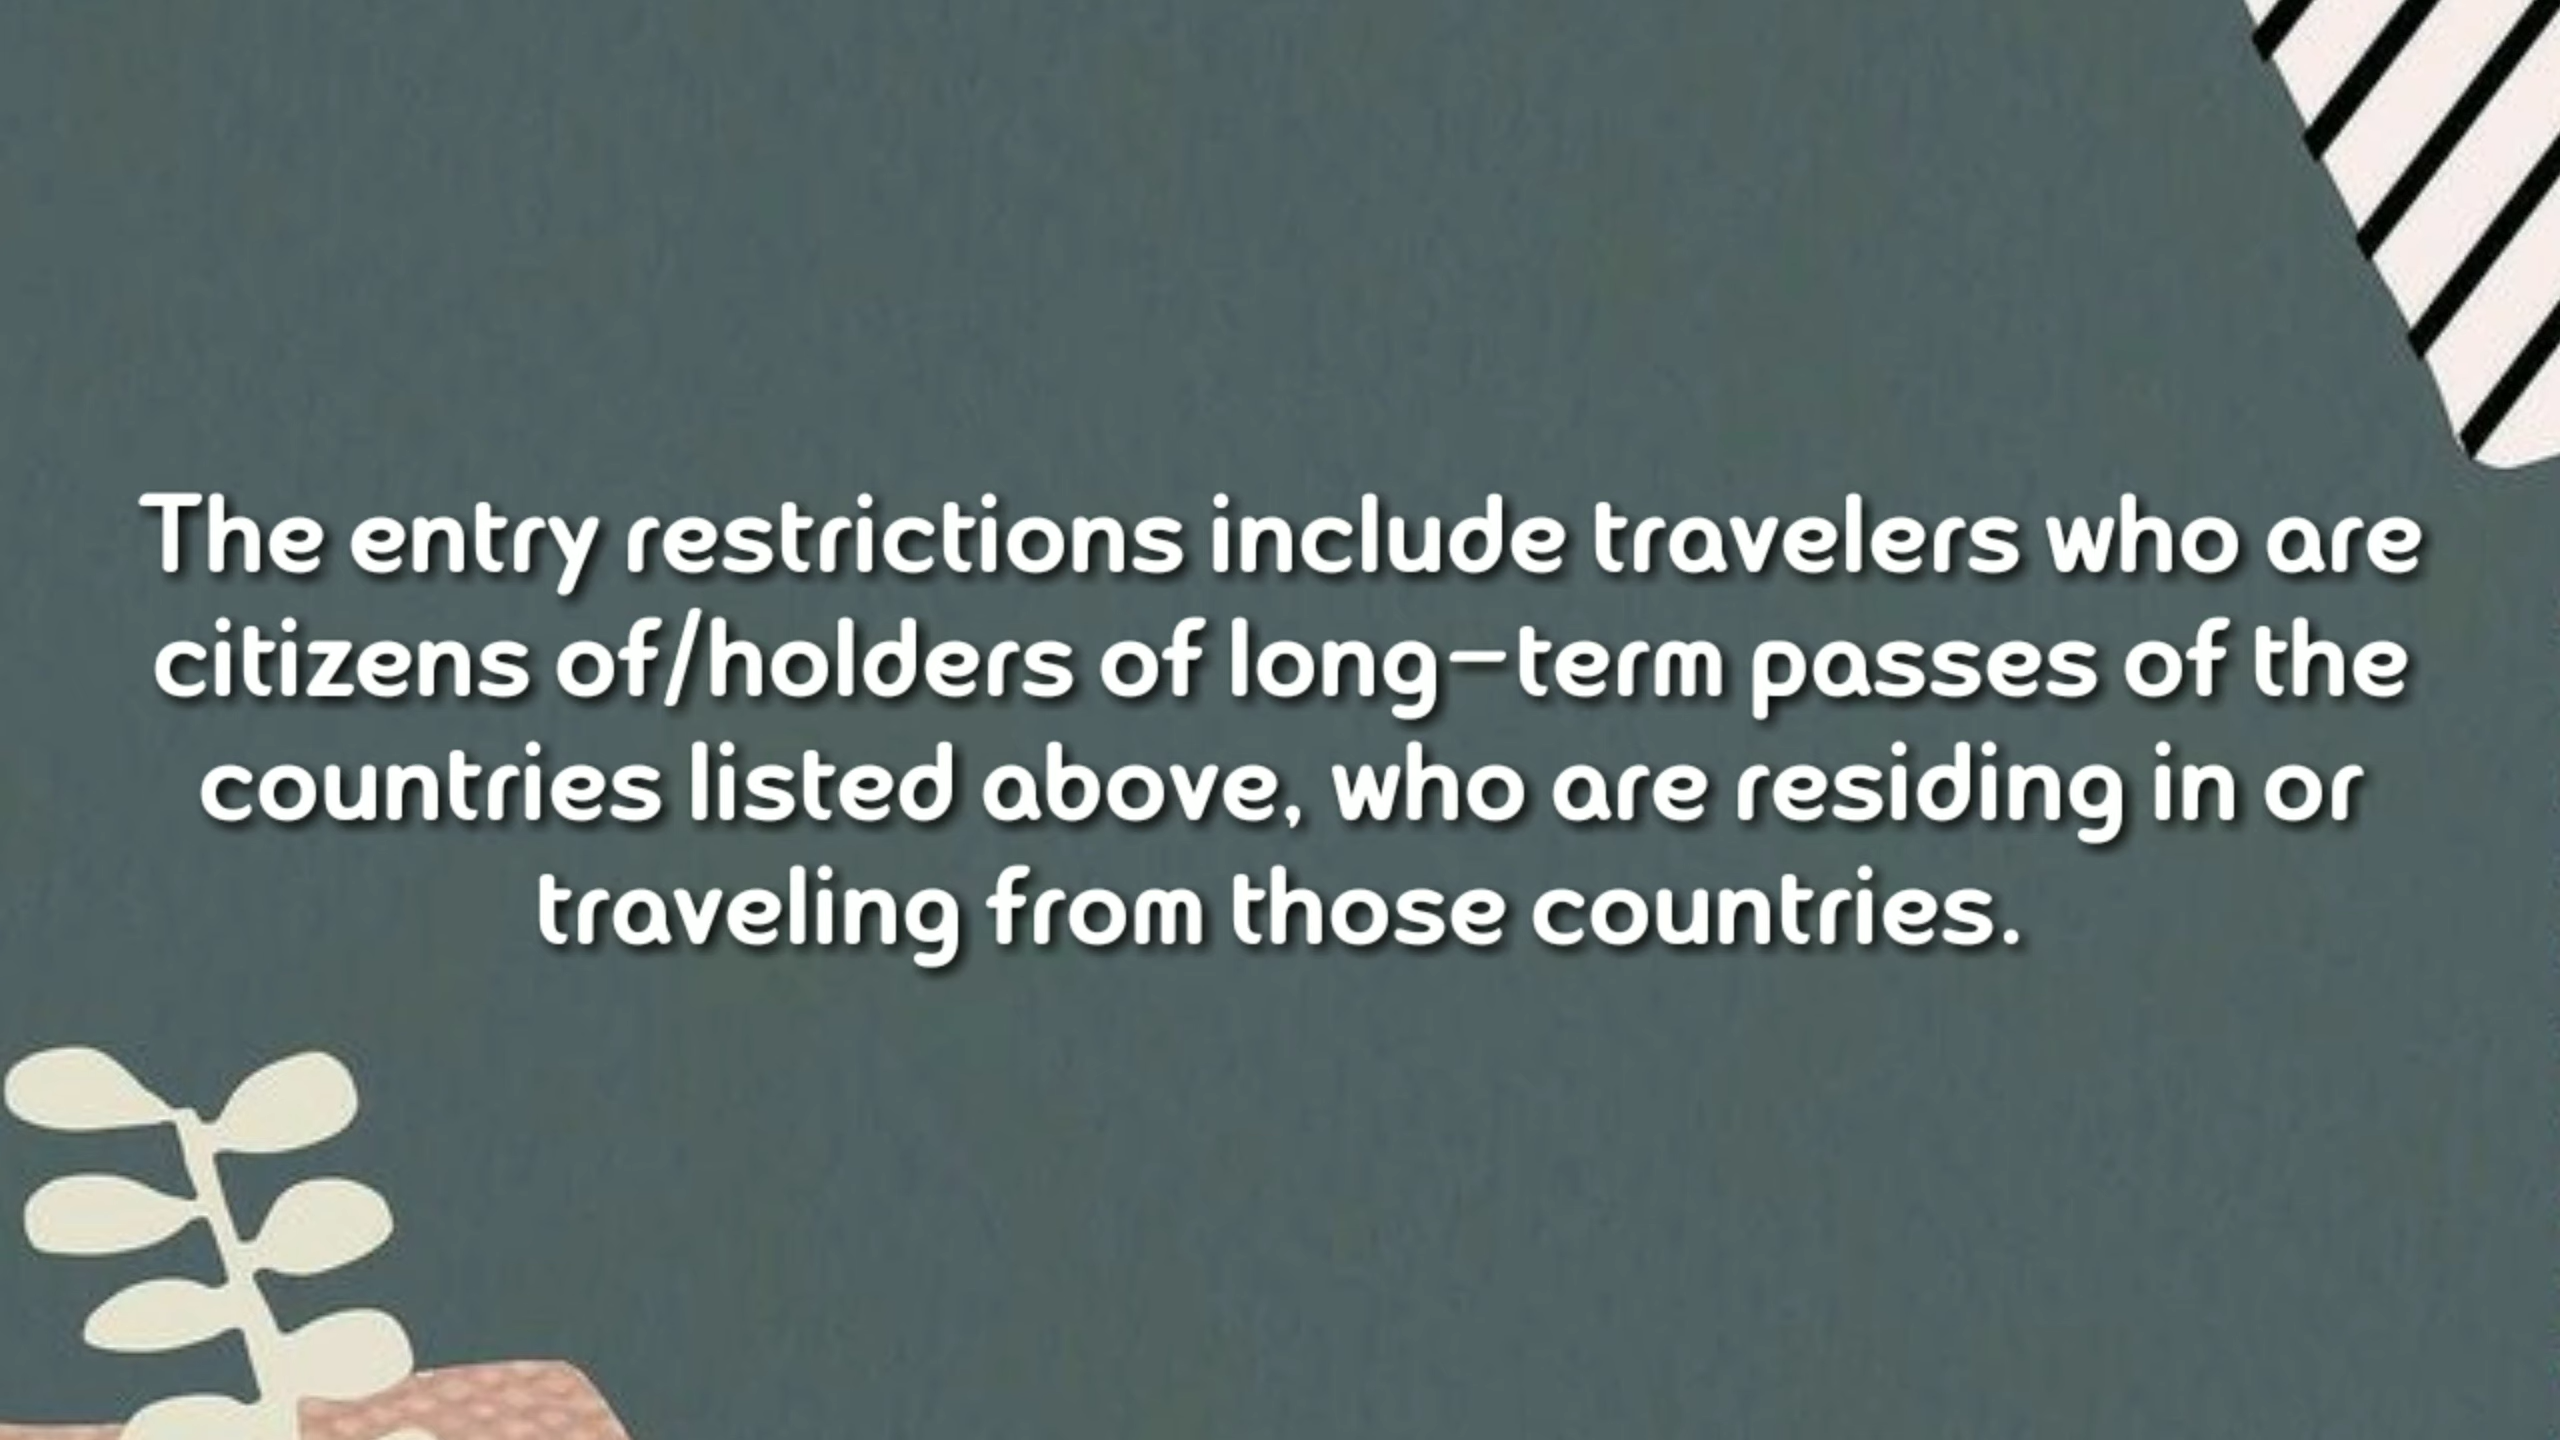 The entry restrictions include travelers who are
citizens of/holders of long-term passes of the
countries listed above, who are residing in or
traveling from those countries.